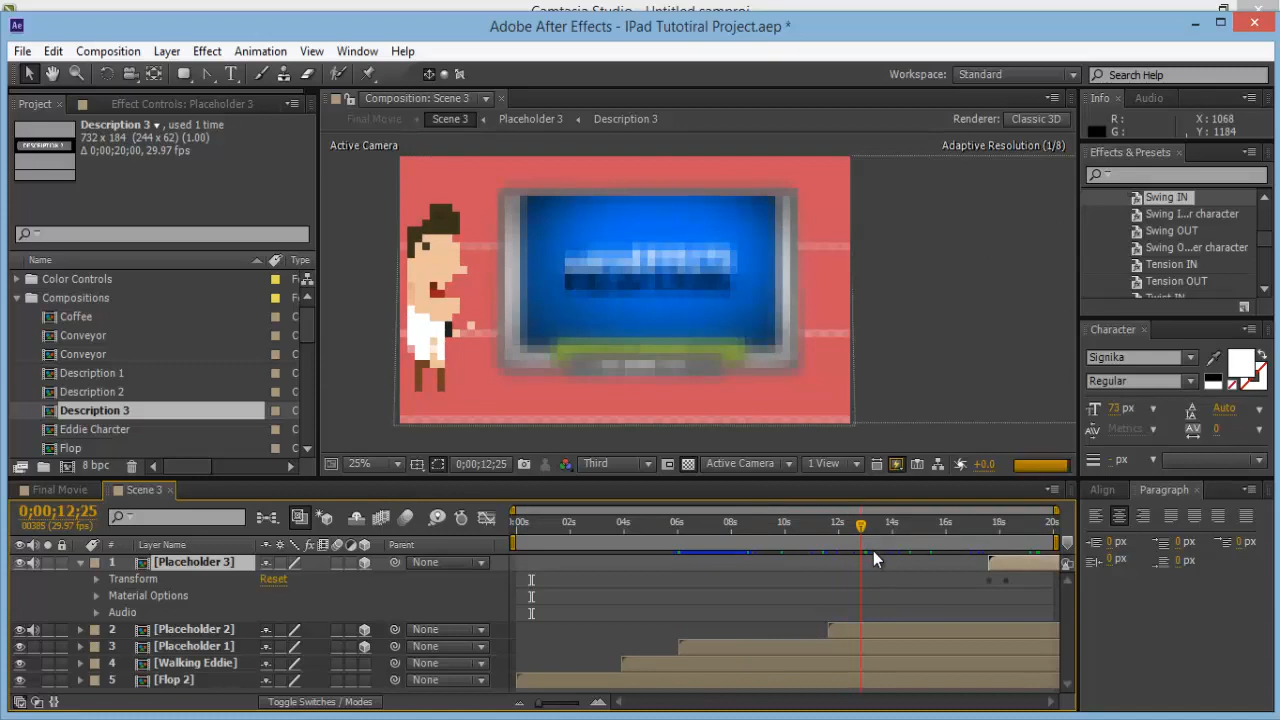 Camtasia Studio - Untitled.camproj
Ae
Adobe After Effects - IPad Tutotiral Project.aep *
File Edit Composition Layer Effect Animation View Window Help
Workspace: Standard
Search Help
Project
Effect Controls: Placeholder 3
Composition: Scene 3
Info
Audio
Description 3 , used 1 time
732 x 184 (244 x 62) (1.00)
Δ 0;00;20;00, 29.97 fps
Final Movie Scene 3 Placeholder 3 Description 3
Renderer: Classic 3D
R :
G :
X : 1068
Y : 1184
Active Camera
Adaptive Resolution (1/8)
Effects & Presets
Swing IN
Swing I...r character
Swing OUT
Swing O...er character
Tension IN
Tension OUT
Twist IN
Name
Type
Color Controls
Compositions
Coffee
Conveyor
Conveyor
Description 1
Description 2
Description 3
Eddie Charcter
Flop
Character
Signika
Regular
73 px
Auto
Metrics
0
- px
8 bpc
25%
0;00;12;25
Third
Active Camera
1 View
+0.0
Final Movie
Scene 3
Align
Paragraph
0;00;12;25
00385 (29.97 fps)
:00s 02s 04s 06s 08s 10s 12s 14s 16s 18s 20s
# Layer Name
Parent
1 [Placeholder 3] None
Transform Reset
Material Options
Audio
2 [Placeholder 2] None
3 [Placeholder 1] None
4 [Walking Eddie] None
5 [Flop 2] None
0 px
0 px
0 px
0 px
0 px
Toggle Switches / Modes